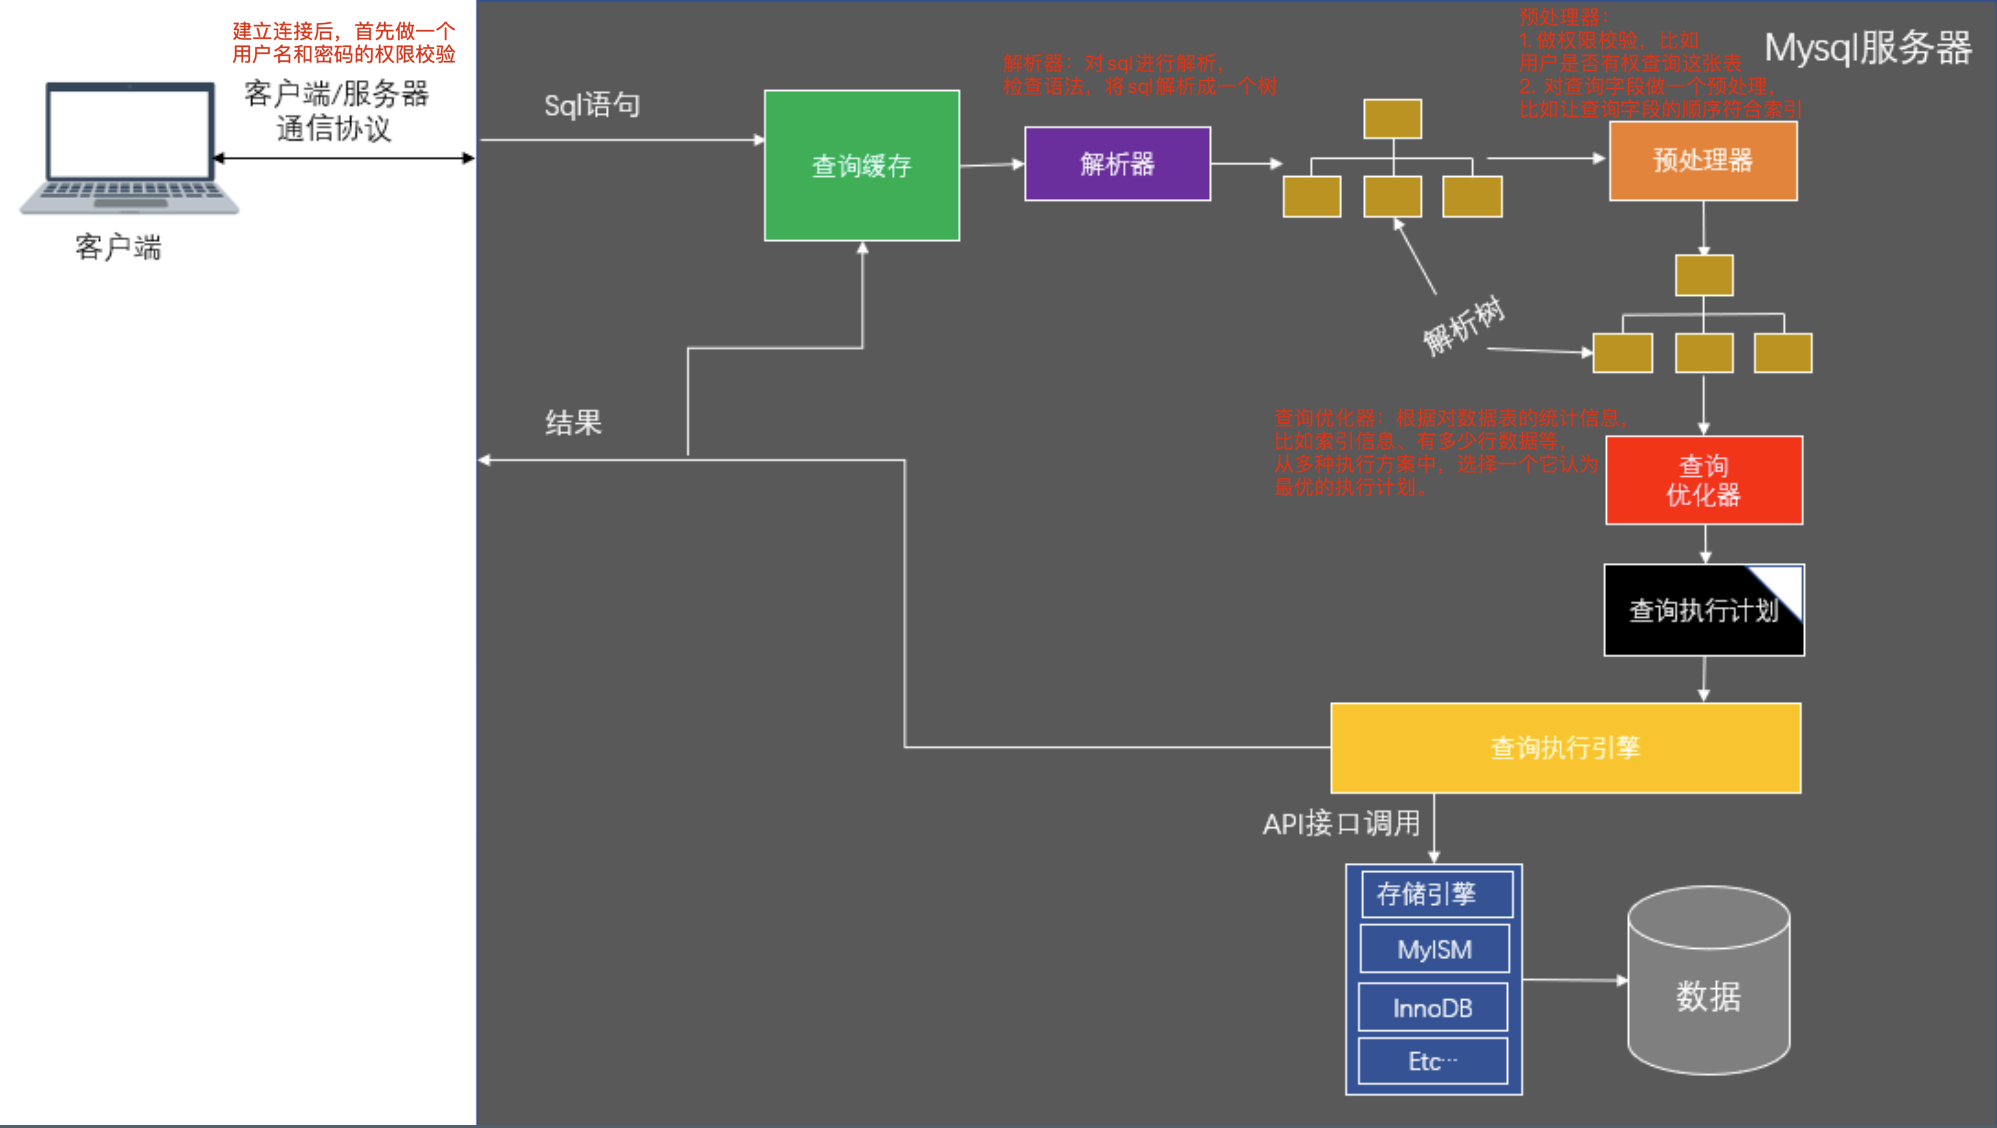 建立连接后，首先做一个
用户名和密码的权限校验
客户端/服务器
通信协议
客户端
Mysql服务器
Sql语句
查询缓存
解析器：对sql进行解析，
检查语法，将sql解析成一个树
解析器
预处理器：
1. 做权限校验，比如
用户是否有权查询这张表
2. 对查询字段做一个预处理，
比如让查询字段的顺序符合索引
预处理器
解析树
结果
查询优化器：根据对数据表的统计信息，
比如索引信息、有多少行数据等，
从多种执行方案中，选择一个它认为
最优的执行计划。
查询
优化器
查询执行计划
查询执行引擎
API接口调用
存储引擎
MyISM
InnoDB
Etc…
数据